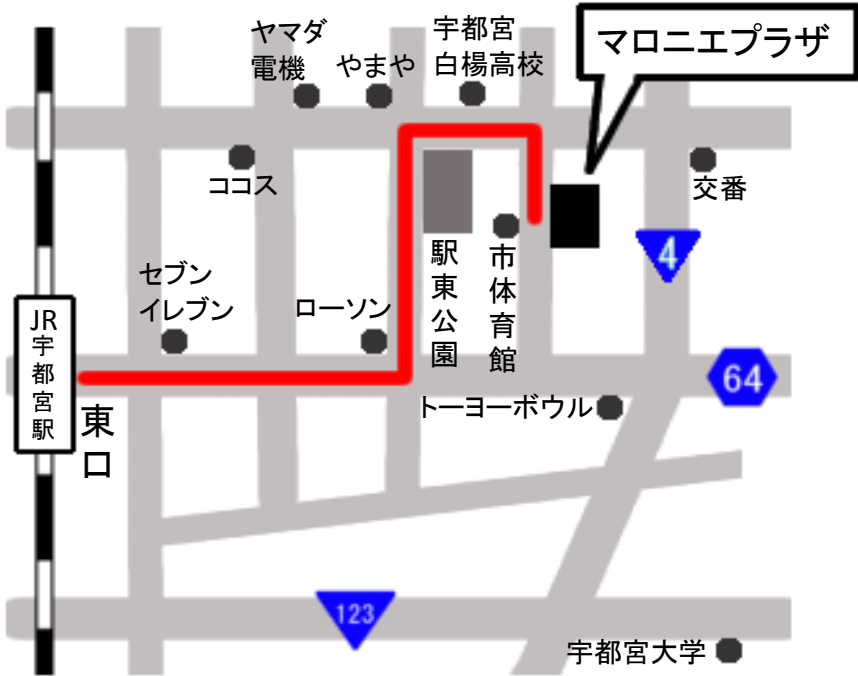 ヤマダ
電機
やまや
宇都宮
白楊高校
マロニエプラザ
ココス
交番
4
セブン
イレブン
ローソン
駅東公園
市体育館
JR宇都宮駅
東口
64
トーヨーボウル
123
宇都宮大学